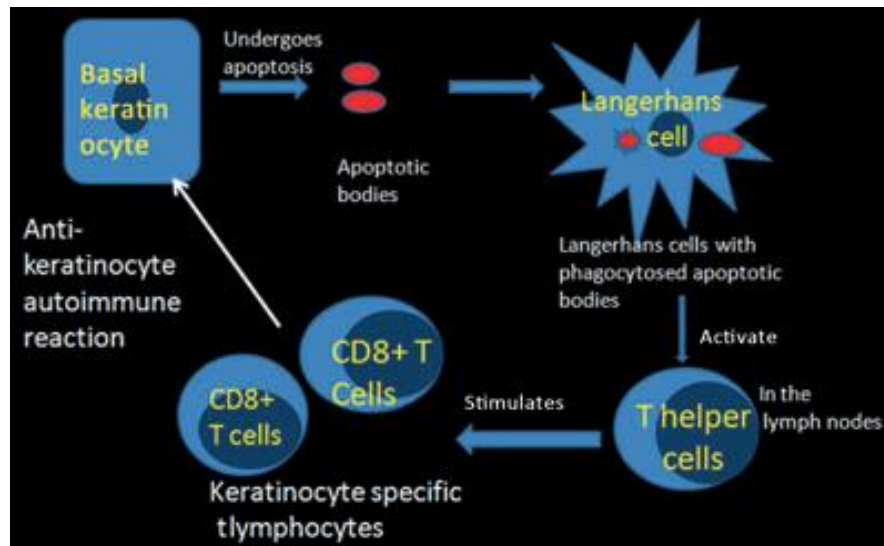 Basal
keratin
ocyte
Undergoes
apoptosis
Apoptotic
bodies
Langerhans
cell
Langerhans cells with
phagocytosed apoptotic
bodies
Activate
T helper
cells
In the
lymph nodes
Stimulates
CD8+ T
Cells
CD8+
T cells
Keratinocyte specific
tlymphocytes
Anti-
keratinocyte
autoimmune
reaction